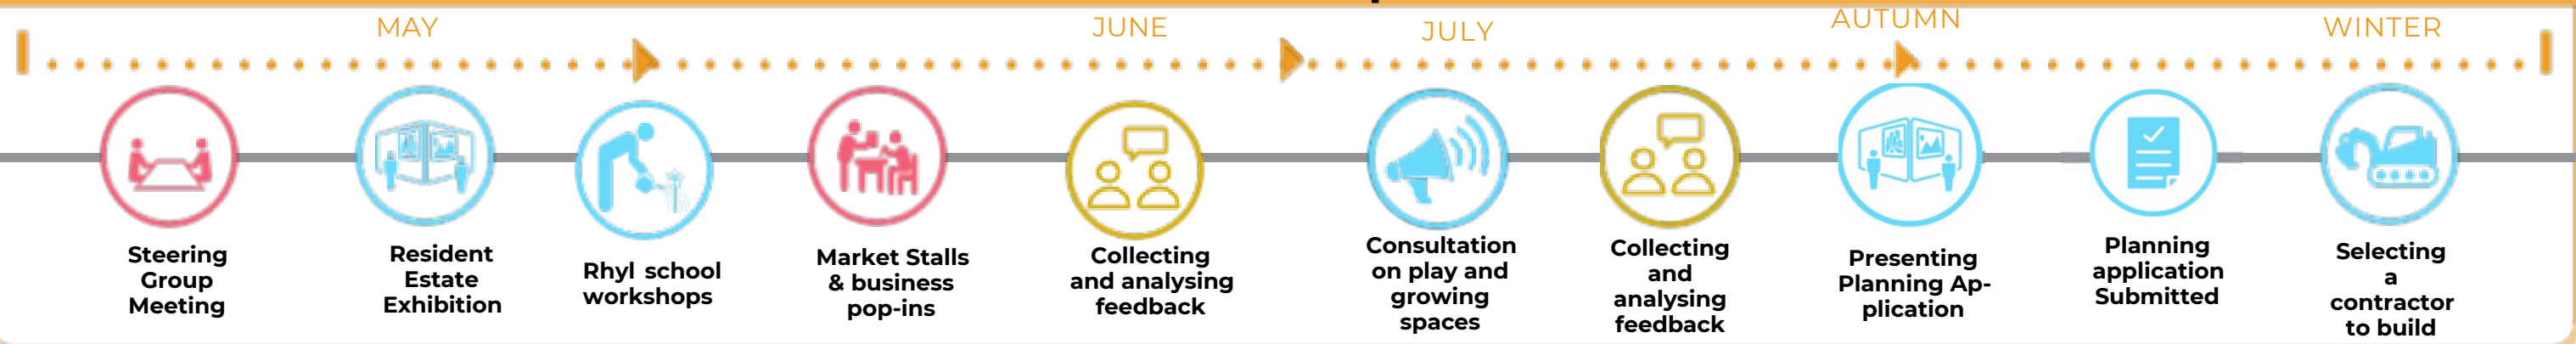 MAY
JUNE
JULY
AUTUMN
WINTER
Steering
Group
Meeting
Resident
Estate
Exhibition
Rhyl school
workshops
Market Stalls
& business
pop-ins
Collecting
and analysing
feedback
Consultation
on play and
growing
spaces
Collecting
and
analysing
feedback
Presenting
Planning Ap-
plication
Planning
application
Submitted
Selecting
a
contractor
to build